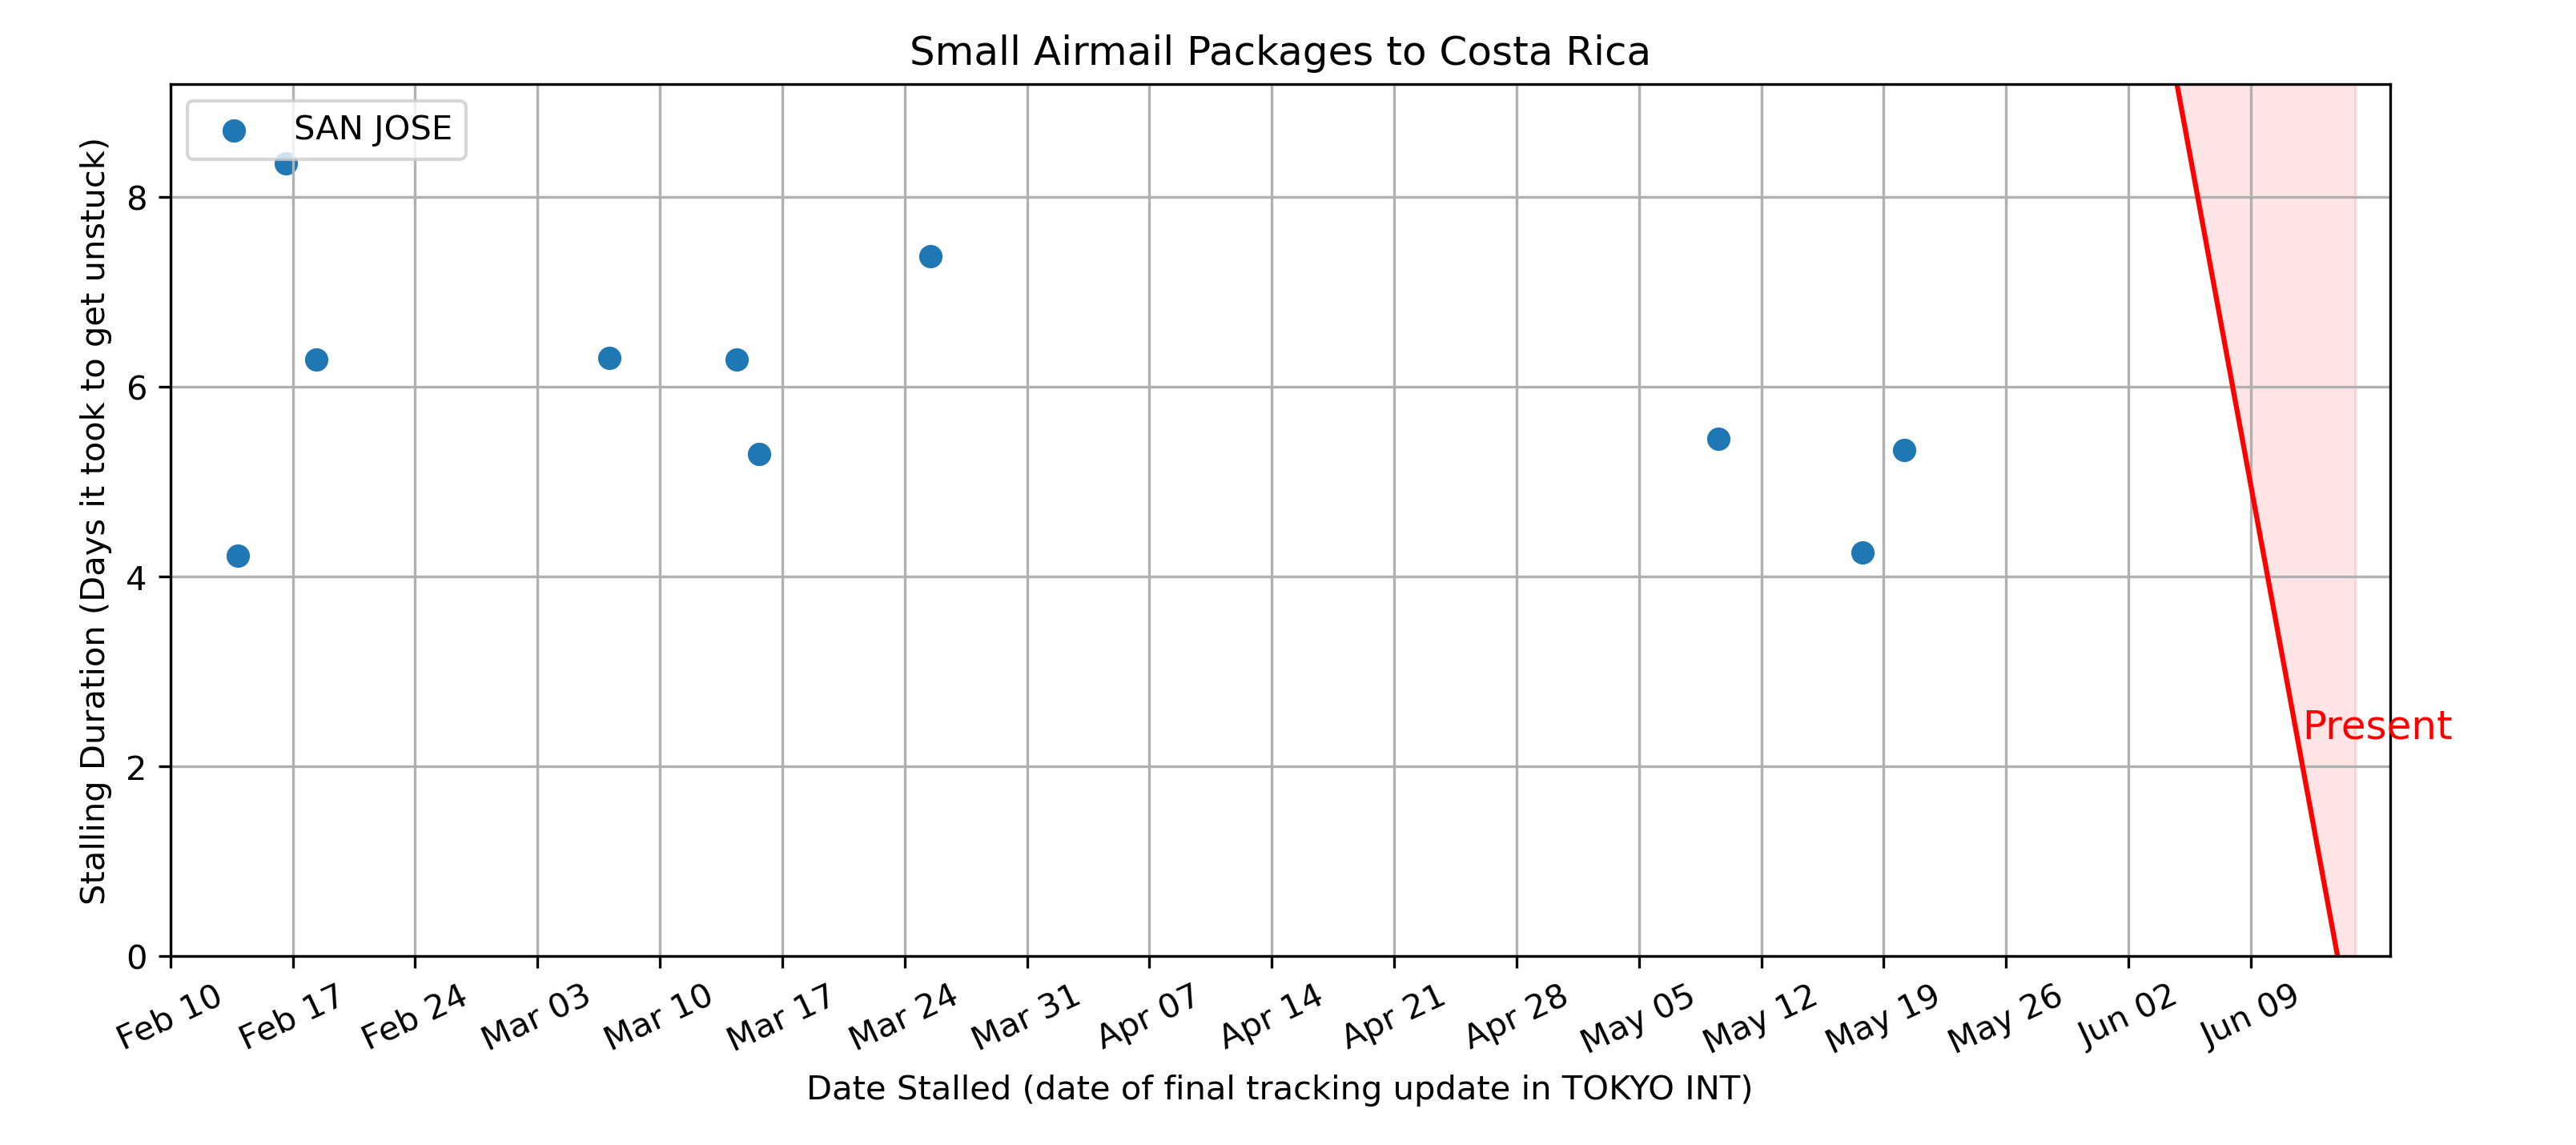 Small Airmail Packages to Costa Rica
SAN JOSE
Stalling Duration (Days it took to get unstuck)
8
6
4
2
0
Present
Feb 10
Feb 17
Feb 24
Mar 03
Mar 10
Mar 17
Mar 24
Mar 31
Apr 07
Apr 14
Apr 21
Apr 28
May 05
May 12
May 19
May 26
Jun 02
Jun 09
Date Stalled (date of final tracking update in TOKYO INT)